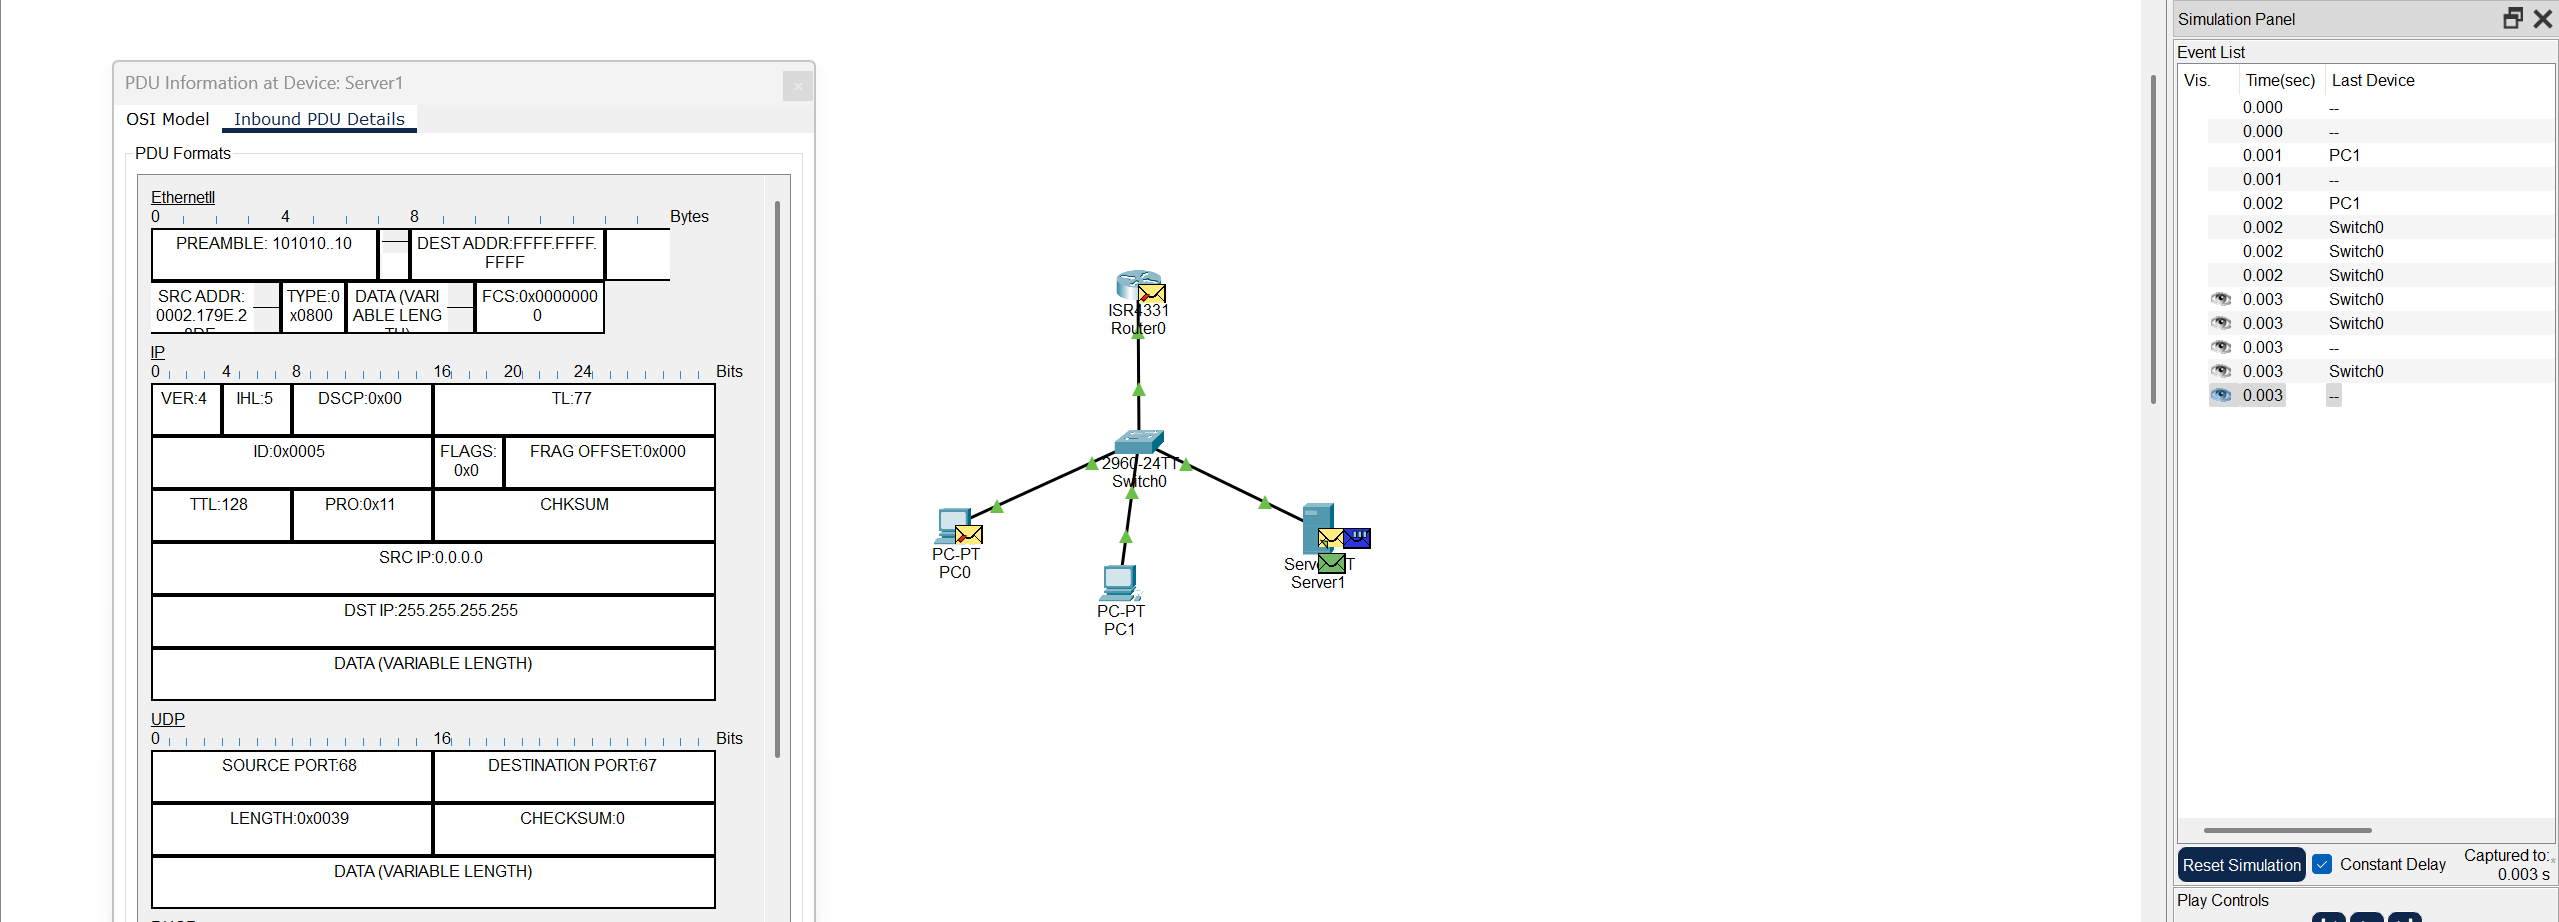 PDU Information at Device: Server1
OSI Model Inbound PDU Details
PDU Formats
EthernetII
0 4 8 Bytes
PREAMBLE: 101010..10
DEST ADDR:FFFF.FFFF.
FFFF
SRC ADDR:
0002.179E.2
TYPE:0
x0800
DATA (VARI
ABLE LENG
TH)
FCS:0x0000000
0
IP
0 4 8 16 20 24 Bits
VER:4 IHL:5 DSCP:0x00 TL:77
ID:0x0005
FLAGS:
0x0
FRAG OFFSET:0x000
TTL:128 PRO:0x11 CHKSUM
SRC IP:0.0.0.0
DST IP:255.255.255.255
DATA (VARIABLE LENGTH)
UDP
0 16 Bits
SOURCE PORT:68 DESTINATION PORT:67
LENGTH:0x0039 CHECKSUM:0
DATA (VARIABLE LENGTH)
ISR4331
Router0
2960-24TT
Switch0
PC-PT
PC0
PC-PT
PC1
Server1
Simulation Panel
Event List
Vis. Time(sec) Last Device
0.000 --
0.000 --
0.001 PC1
0.001 --
0.002 PC1
0.002 Switch0
0.002 Switch0
0.002 Switch0
0.003 Switch0
0.003 Switch0
0.003 --
0.003 Switch0
0.003 --
Reset Simulation
Constant Delay
Captured to:
0.003 s
Play Controls